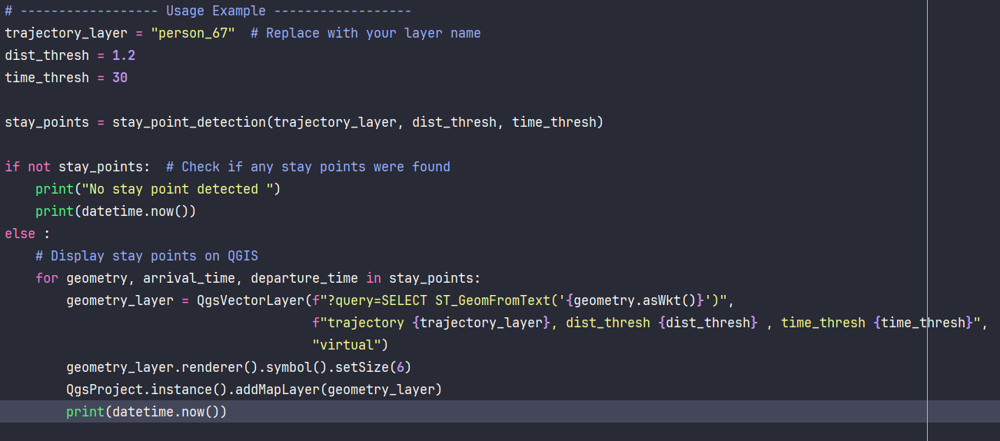 # ------------------ Usage Example ------------------
trajectory_layer = "person_67"  # Replace with your layer name
dist_thresh = 1.2
time_thresh = 30

stay_points = stay_point_detection(trajectory_layer, dist_thresh, time_thresh)

if not stay_points:  # Check if any stay points were found
    print("No stay point detected ")
    print(datetime.now())
else :
    # Display stay points on QGIS
    for geometry, arrival_time, departure_time in stay_points:
        geometry_layer = QgsVectorLayer(f"?query=SELECT ST_GeomFromText('{geometry.asWkt()}')",
                                        f"trajectory {trajectory_layer}, dist_thresh {dist_thresh} , time_thresh {time_thresh}",
                                        "virtual")
        geometry_layer.renderer().symbol().setSize(6)
        QgsProject.instance().addMapLayer(geometry_layer)
        print(datetime.now())